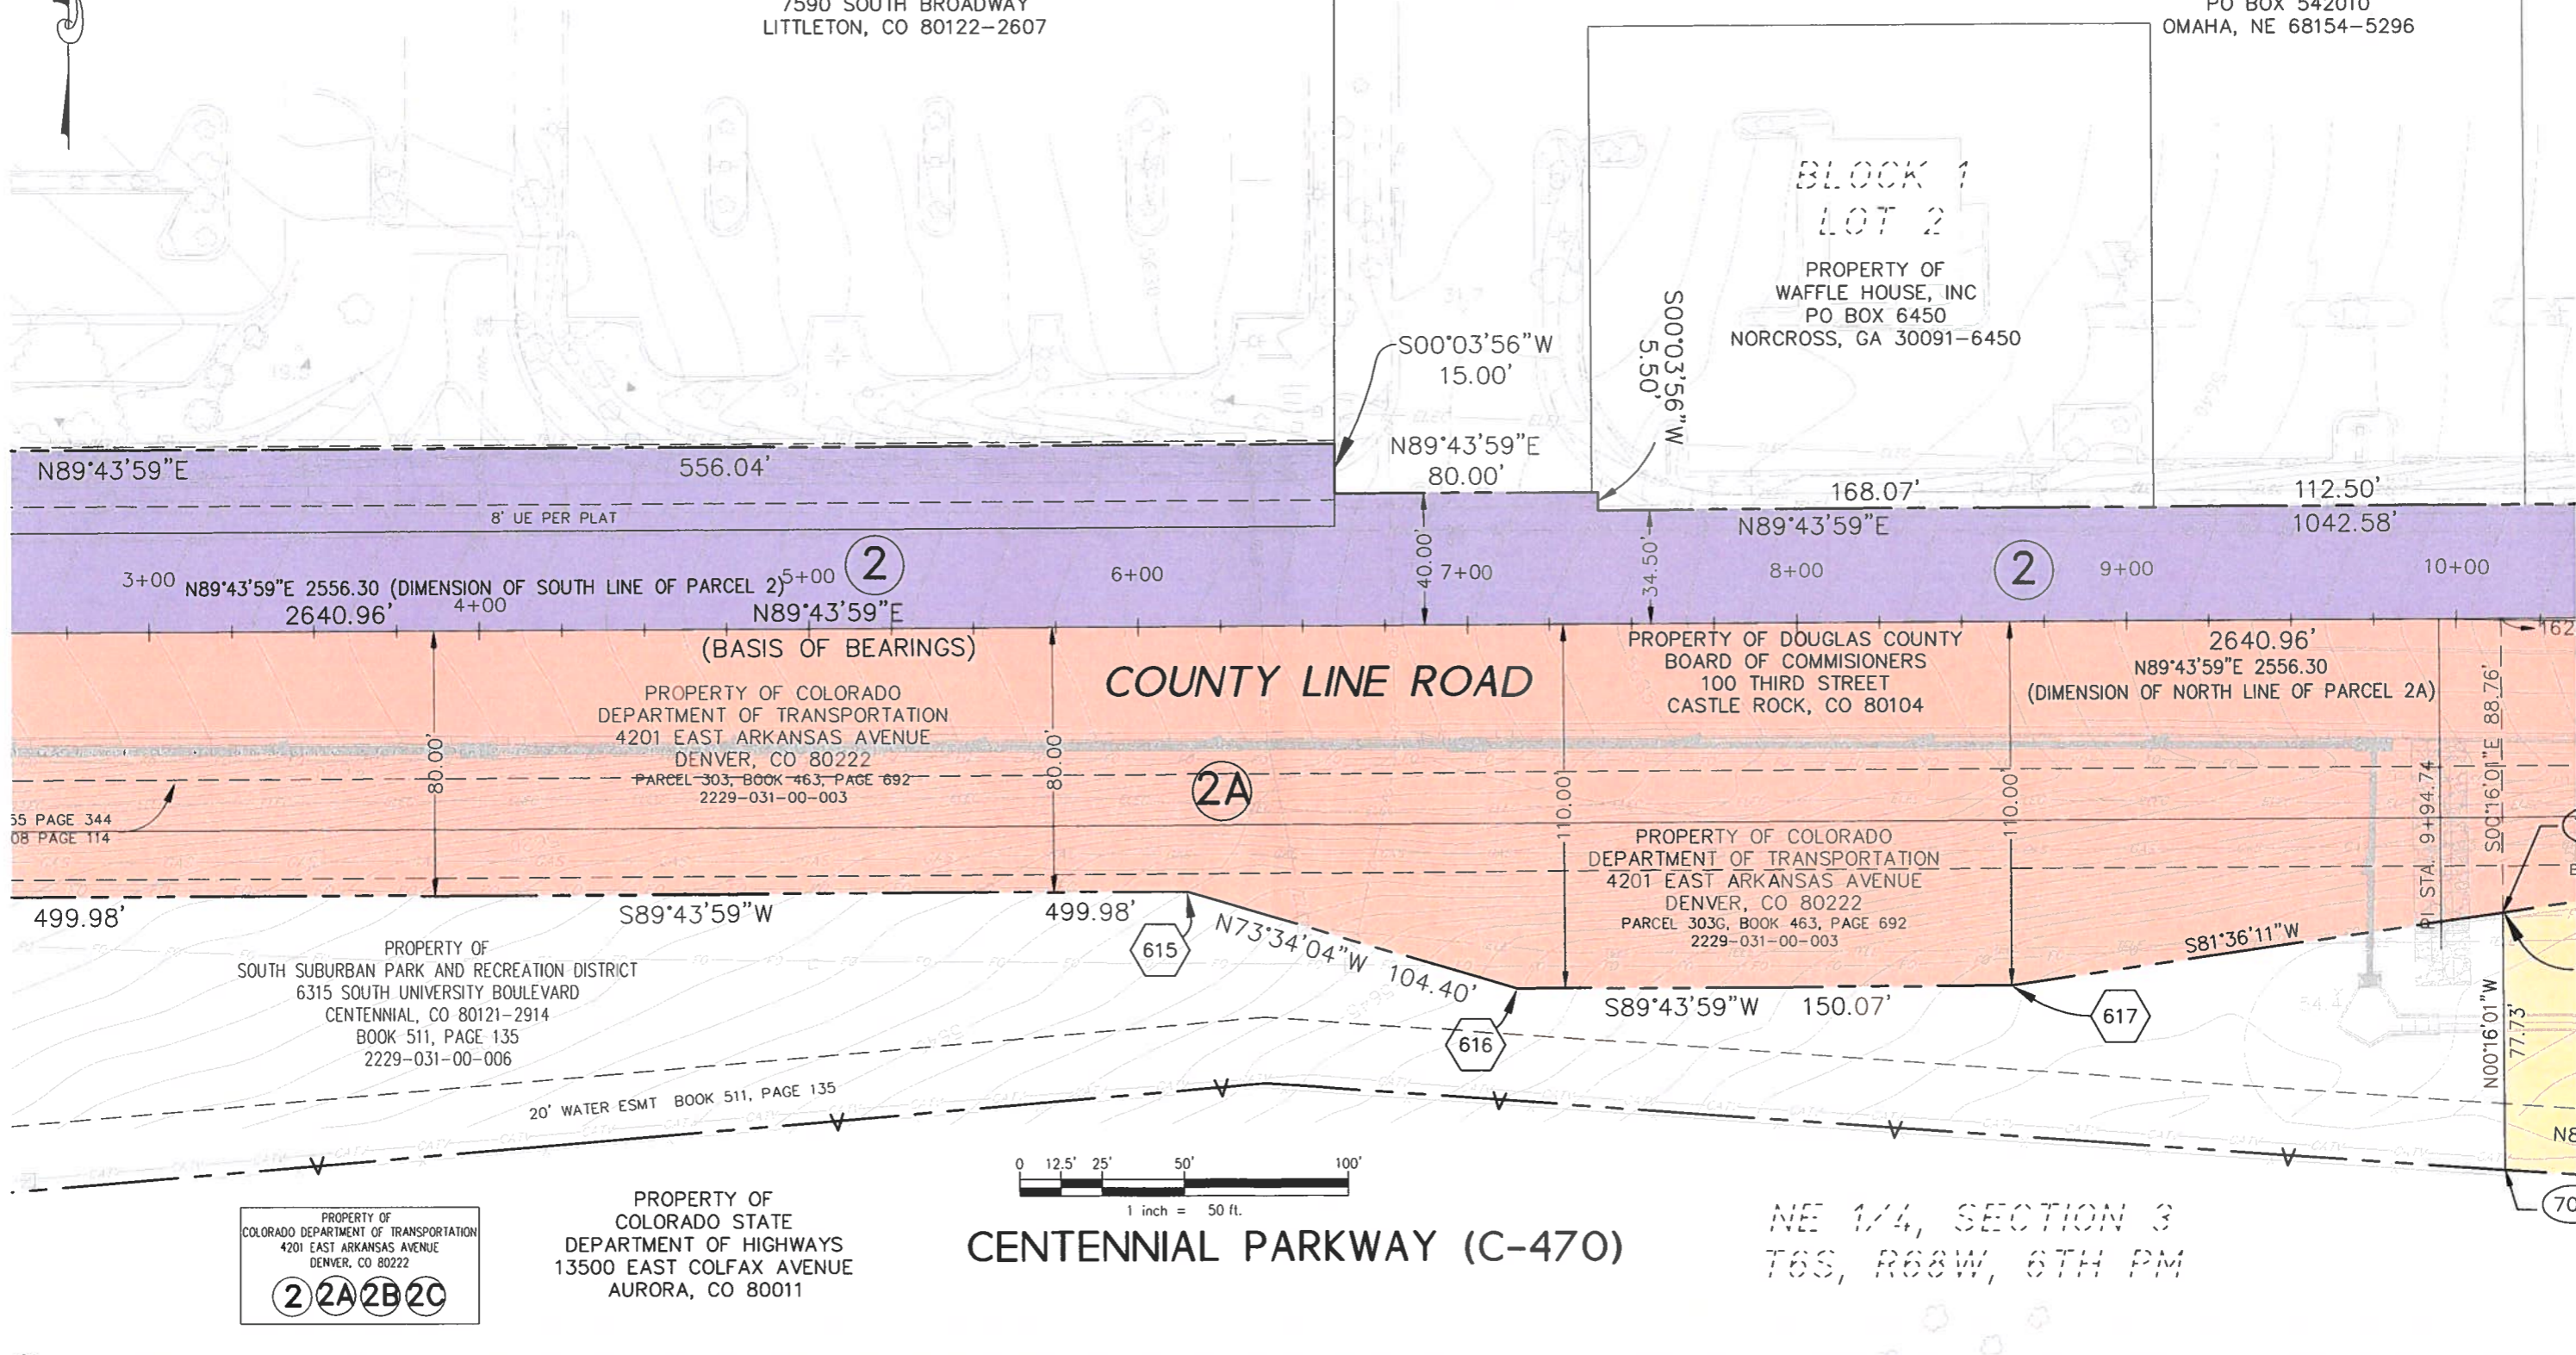 7590 SOUTH BROADWAY
LITTLETON, CO 80122-2607
PO BOX 542010
OMAHA, NE 68154-5296
BLOCK 1
LOT 2
PROPERTY OF
WAFFLE HOUSE, INC
PO BOX 6450
NORCROSS, GA 30091-6450
S00°03'56"W
15.00'
S00°03'56"W
5.50'
N89°43'59"E
80.00'
N89°43'59"E
556.04'
168.07'
N89°43'59"E
112.50'
1042.58'
8' UE PER PLAT
2
2
40.00'
34.50'
3+00
4+00
5+00
6+00
7+00
8+00
9+00
10+00
N89°43'59"E 2556.30 (DIMENSION OF SOUTH LINE OF PARCEL 2)
2640.96'
N89°43'59"E
(BASIS OF BEARINGS)
COUNTY LINE ROAD
PROPERTY OF COLORADO
DEPARTMENT OF TRANSPORTATION
4201 EAST ARKANSAS AVENUE
DENVER, CO 80222
PARCEL 303, BOOK 463, PAGE 692
2229-031-00-003
PROPERTY OF DOUGLAS COUNTY
BOARD OF COMMISIONERS
100 THIRD STREET
CASTLE ROCK, CO 80104
162
2640.96'
N89°43'59"E 2556.30
(DIMENSION OF NORTH LINE OF PARCEL 2A)
80.00'
80.00'
110.00'
110.00'
2A
PI STA. 9+94.74
S00°16'01"E 88.76'
55 PAGE 344
08 PAGE 114
PROPERTY OF COLORADO
DEPARTMENT OF TRANSPORTATION
4201 EAST ARKANSAS AVENUE
DENVER, CO 80222
PARCEL 303G, BOOK 463, PAGE 692
2229-031-00-003
499.98'
S89°43'59"W
499.98'
615
N73°34'04"W 104.40'
616
S89°43'59"W 150.07'
617
S81°36'11"W
N00°16'01"W
77.73'
N8
70
PROPERTY OF
SOUTH SUBURBAN PARK AND RECREATION DISTRICT
6315 SOUTH UNIVERSITY BOULEVARD
CENTENNIAL, CO 80121-2914
BOOK 511, PAGE 135
2229-031-00-006
20' WATER ESMT BOOK 511, PAGE 135
0 12.5' 25' 50' 100'
1 inch = 50 ft.
CENTENNIAL PARKWAY (C-470)
PROPERTY OF
COLORADO DEPARTMENT OF TRANSPORTATION
4201 EAST ARKANSAS AVENUE
DENVER, CO 80222
2 2A 2B 2C
PROPERTY OF
COLORADO STATE
DEPARTMENT OF HIGHWAYS
13500 EAST COLFAX AVENUE
AURORA, CO 80011
NE 1/4, SECTION 3
T6S, R68W, 6TH PM